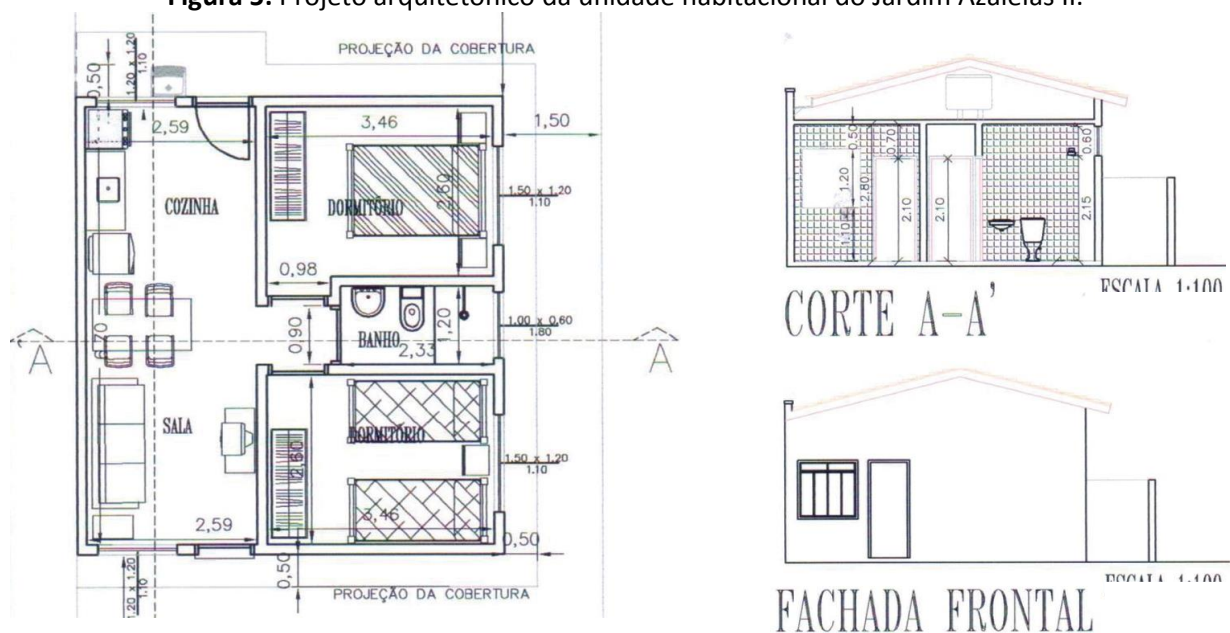 Figura 5. Projeto arquitetônico da unidade habitacional do Jardim Azaleias II.
PROJEÇÃO DA COBERTURA
0,50
1.20 x 1.20
1.10
2,59
3,46
1,50
COZINHA
DORMITÓRIO
2,60
1.50 x 1.20
1.10
0,98
A
0,90
BANHO
1,20
2,33
1.00 x 0.60
1.80
A
SALA
DORMITÓRIO
2,60
1.50 x 1.20
1.10
2,59
3,46
0,50
0,50
1.20 x 1.20
1.10
PROJEÇÃO DA COBERTURA
0.50
0.70
0.60
1.20
2.80
1.10
2.10
2.10
2.15
ESCALA 1:100
CORTE A-A'
ESCALA 1:100
FACHADA FRONTAL